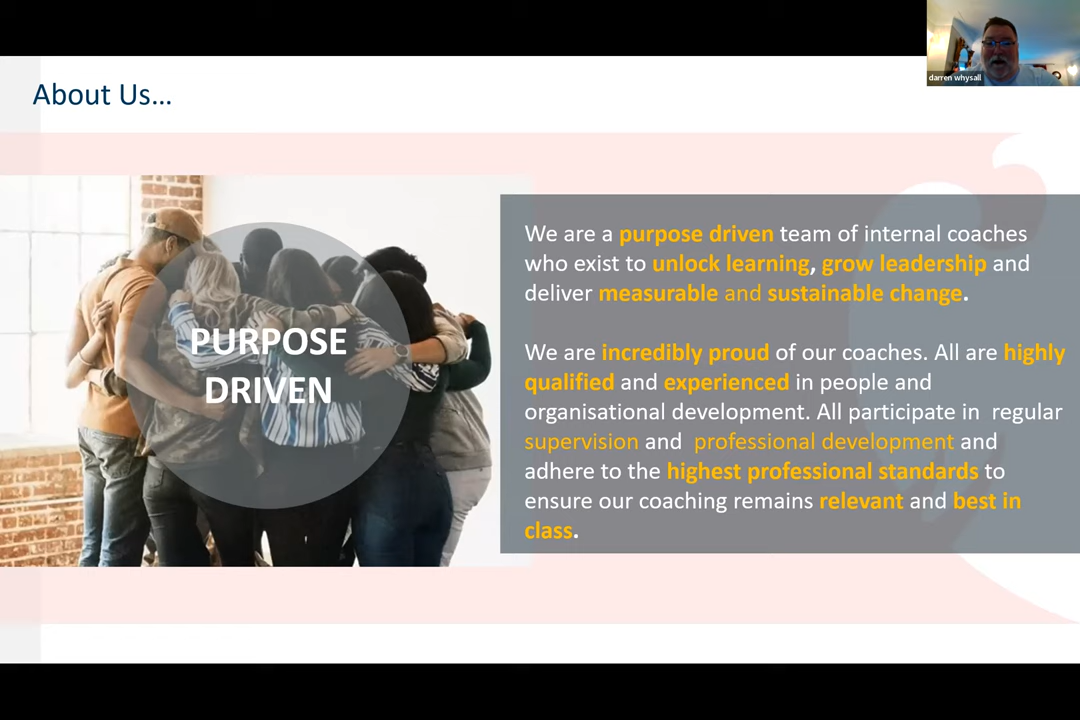 darren whysall
About Us...
PURPOSE
DRIVEN
We are a purpose driven team of internal coaches
who exist to unlock learning, grow leadership and
deliver measurable and sustainable change.
We are incredibly proud of our coaches. All are highly
qualified and experienced in people and
organisational development. All participate in  regular
supervision and  professional development and
adhere to the highest professional standards to
ensure our coaching remains relevant and best in
class.